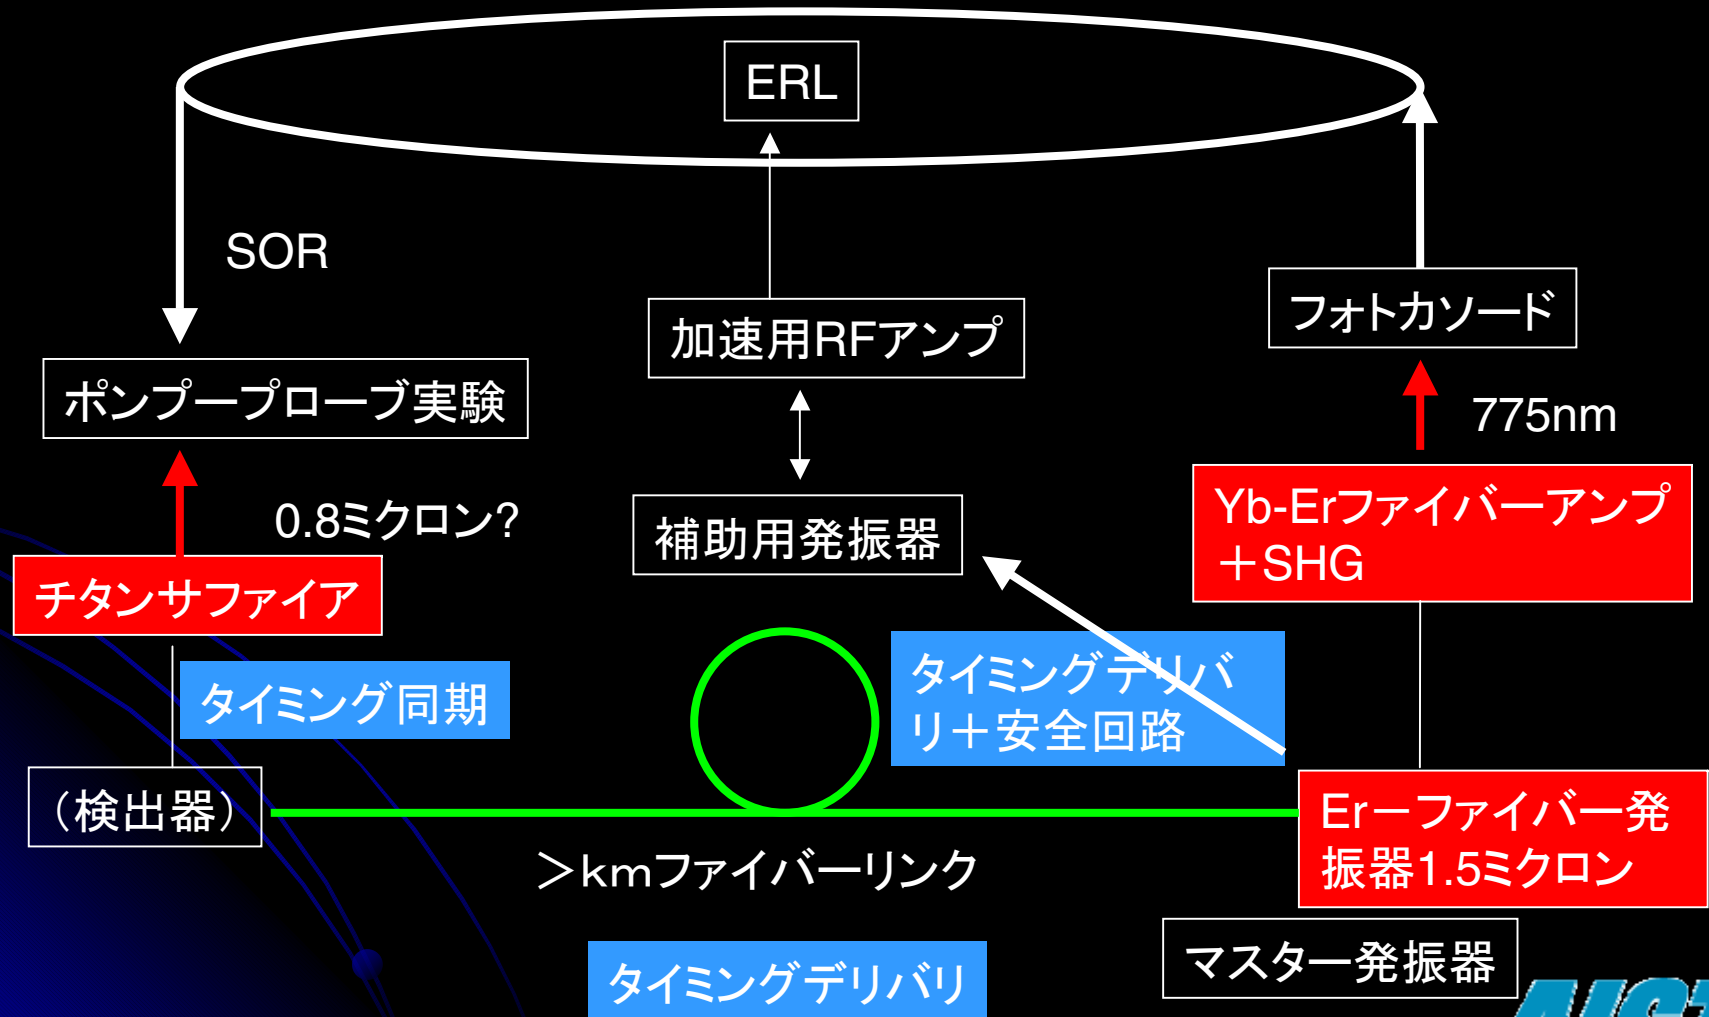 ERL
SOR
フォトカソード
加速用RFアンプ
ポンプープローブ実験
775nm
0.8ミクロン?
補助用発振器
Yb-Erファイバーアンプ
＋SHG
チタンサファイア
タイミング同期
タイミングデリバ
リ＋安全回路
（検出器）
Er－ファイバー発
振器1.5ミクロン
＞kmファイバーリンク
マスター発振器
タイミングデリバリ